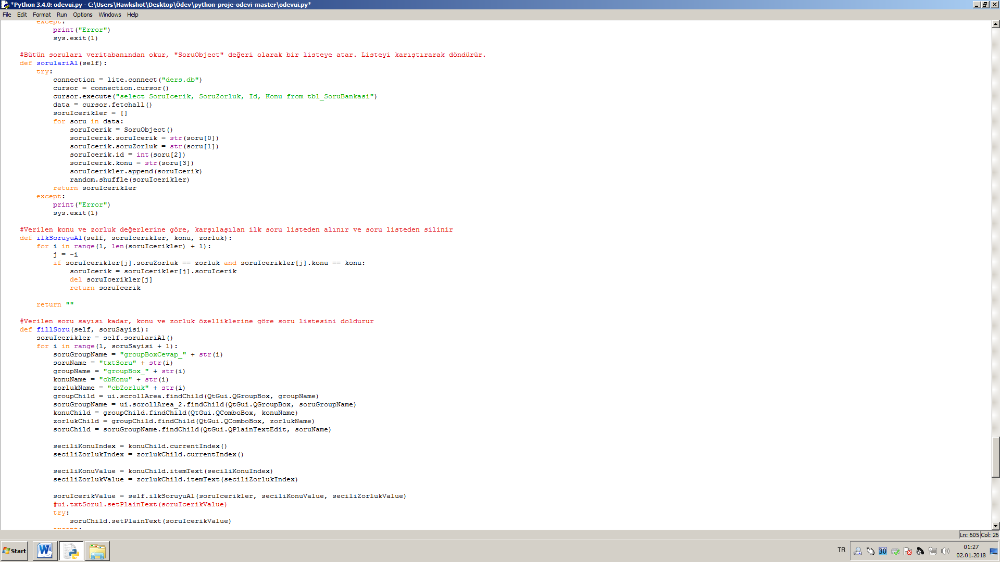 *Python 3.4.0: odevui.py - C:\Users\Hawkshot\Desktop\Ödev\python-proje-odevi-master\odevui.py*
File Edit Format Run Options Windows Help
        except:
            print("Error")
            sys.exit(1)

    #Bütün soruları veritabanından okur, "SoruObject" değeri olarak bir listeye atar. Listeyi karıştırarak döndürür.
    def sorulariAl(self):
        try:
            connection = lite.connect("ders.db")
            cursor = connection.cursor()
            cursor.execute("select SoruIcerik, SoruZorluk, Id, Konu from tbl_SoruBankasi")
            data = cursor.fetchall()
            soruIcerikler = []
            for soru in data:
                soruIcerik = SoruObject()
                soruIcerik.soruIcerik = str(soru[0])
                soruIcerik.soruZorluk = str(soru[1])
                soruIcerik.id = int(soru[2])
                soruIcerik.konu = str(soru[3])
                soruIcerikler.append(soruIcerik)
                random.shuffle(soruIcerikler)
            return soruIcerikler
        except:
            print("Error")
            sys.exit(1)

    #Verilen konu ve zorluk değerlerine göre, karşılaşılan ilk soru listeden alınır ve soru listeden silinir
    def ilkSoruyuAl(self, soruIcerikler, konu, zorluk):
        for i in range(1, len(soruIcerikler) + 1):
            j = -i
            if soruIcerikler[j].soruZorluk == zorluk and soruIcerikler[j].konu == konu:
                soruIcerik = soruIcerikler[j].soruIcerik
                del soruIcerikler[j]
                return soruIcerik

        return ""

    #Verilen soru sayısı kadar, konu ve zorluk özelliklerine göre soru listesini doldurur
    def fillSoru(self, soruSayisi):
        soruIcerikler = self.sorulariAl()
        for i in range(1, soruSayisi + 1):
            soruGroupName = "groupBoxCevap_" + str(i)
            soruName = "txtSoru" + str(i)
            groupName = "groupBox_" + str(i)
            konuName = "cbKonu" + str(i)
            zorlukName = "cbZorluk" + str(i)
            groupChild = ui.scrollArea.findChild(QtGui.QGroupBox, groupName)
            soruGroupName = ui.scrollArea_2.findChild(QtGui.QGroupBox, soruGroupName)
            konuChild = groupChild.findChild(QtGui.QComboBox, konuName)
            zorlukChild = groupChild.findChild(QtGui.QComboBox, zorlukName)
            soruChild = soruGroupName.findChild(QtGui.QPlainTextEdit, soruName)

            seciliKonuIndex = konuChild.currentIndex()
            seciliZorlukIndex = zorlukChild.currentIndex()

            seciliKonuValue = konuChild.itemText(seciliKonuIndex)
            seciliZorlukValue = zorlukChild.itemText(seciliZorlukIndex)

            soruIcerikValue = self.ilkSoruyuAl(soruIcerikler, seciliKonuValue, seciliZorlukValue)
            #ui.txtSoru1.setPlainText(soruIcerikValue)
            try:
                soruChild.setPlainText(soruIcerikValue)
            except:
Ln: 605 Col: 26
Start
TR
30
01:27
02.01.2018